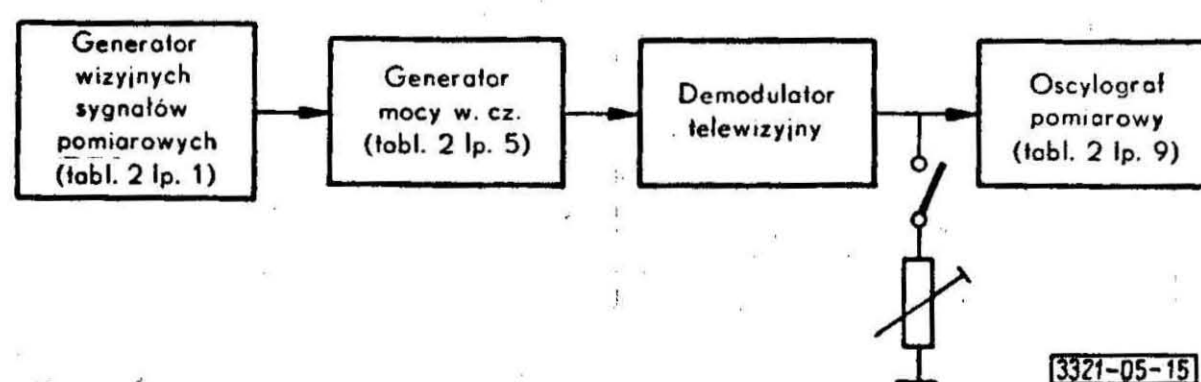 Generator
wizyjnych
sygnałów
pomiarowych
(tabl. 2 lp. 1)
Generator
mocy w. cz.
(tabl. 2 lp. 5)
Demodulator
telewizyjny
Oscylograf
pomiarowy
(tabl. 2 lp. 9)
3321-05-15